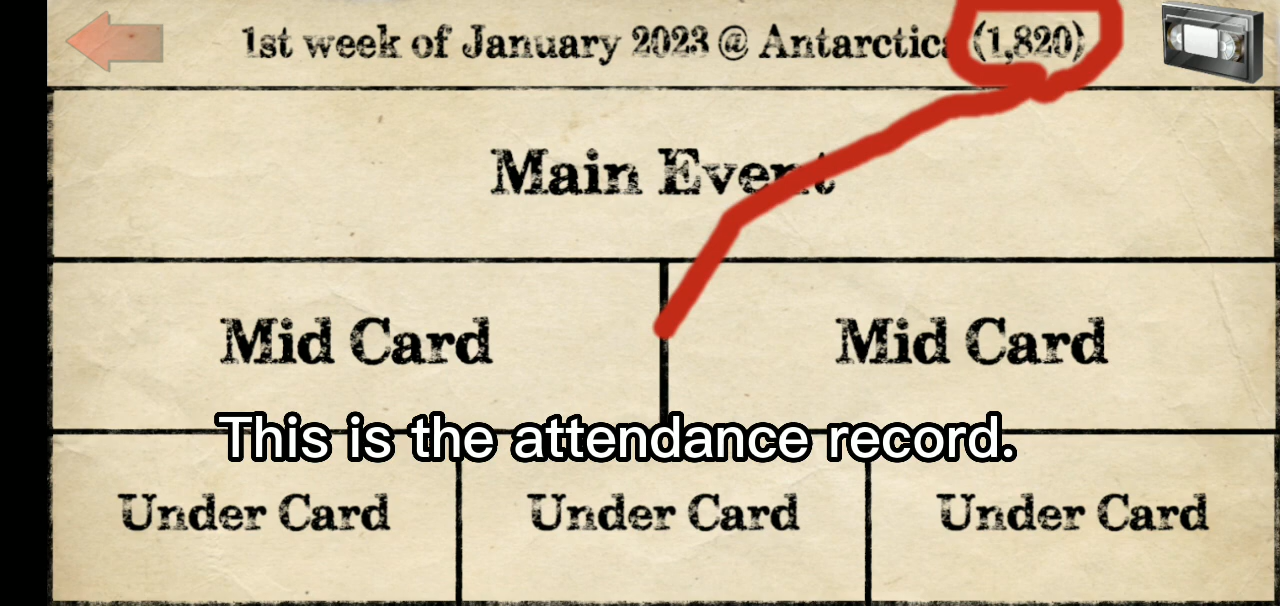 1st week of January 2023 @ Antarctica (1,820)
Main Event
Mid Card Mid Card
This is the attendance record.
Under Card Under Card Under Card